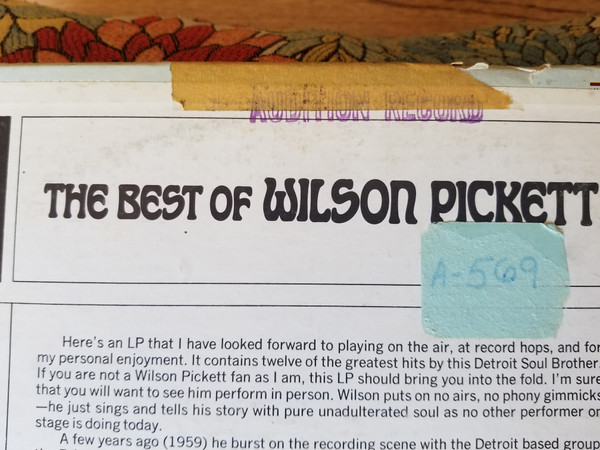 AUDITION RECORD
THE BEST OF WILSON PICKETT
A-569
Here's an LP that I have looked forward to playing on the air, at record hops, and for
my personal enjoyment. It contains twelve of the greatest hits by this Detroit Soul Brother.
If you are not a Wilson Pickett fan as I am, this LP should bring you into the fold. I'm sure
that you will want to see him perform in person. Wilson puts on no airs, no phony gimmicks
—he just sings and tells his story with pure unadulterated soul as no other performer on
stage is doing today.
A few years ago (1959) he burst on the recording scene with the Detroit based group